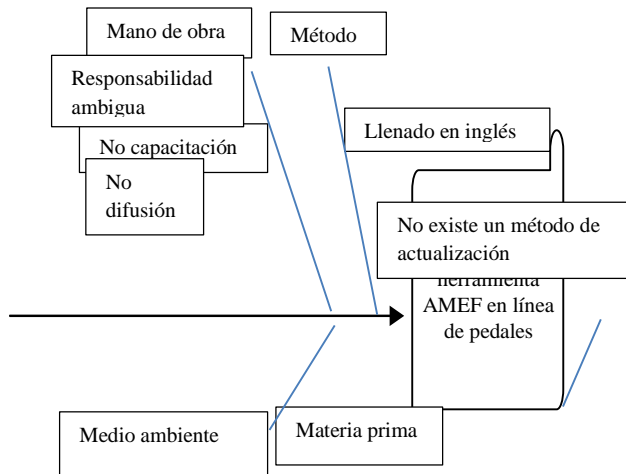 Mano de obra
Método
Responsabilidad
ambigua
Llenado en inglés
No capacitación
No
difusión
No existe un método de
actualización
herramienta
AMEF en línea
de pedales
Medio ambiente
Materia prima